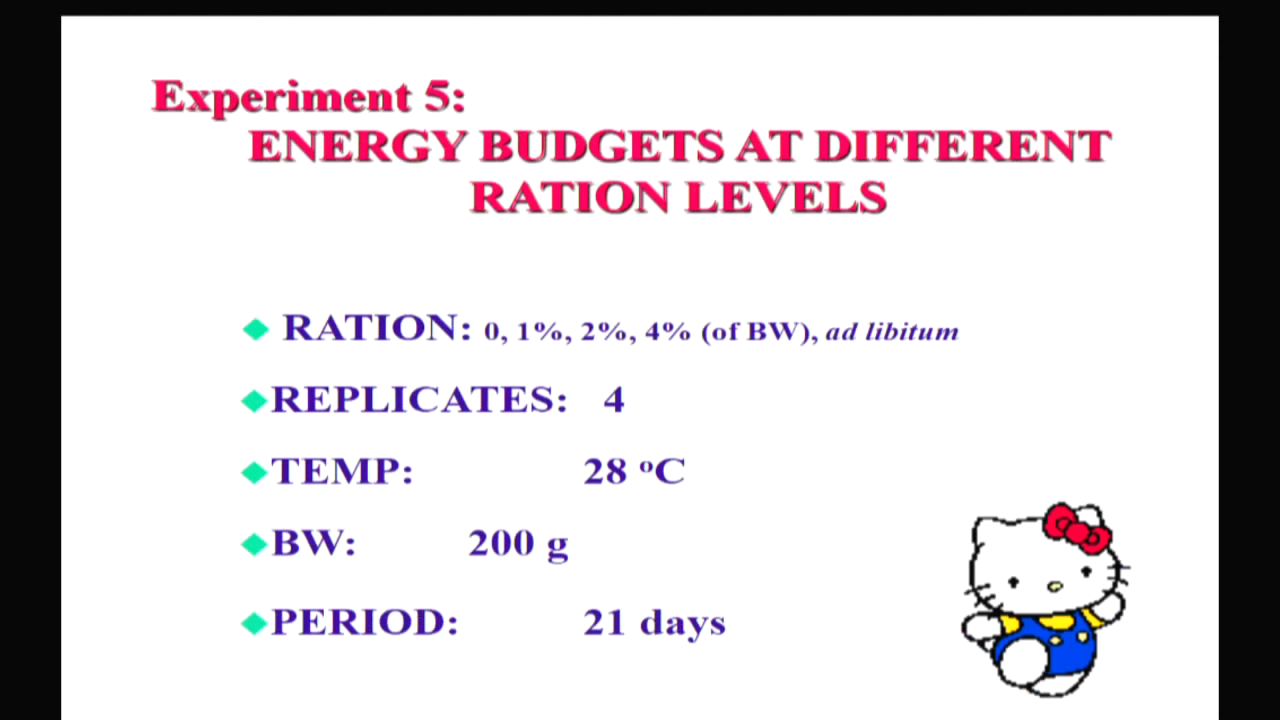 Experiment 5:
ENERGY BUDGETS AT DIFFERENT
RATION LEVELS
RATION: 0, 1%, 2%, 4% (of BW), ad libitum
REPLICATES: 4
TEMP: 28 ºC
BW: 200 g
PERIOD: 21 days